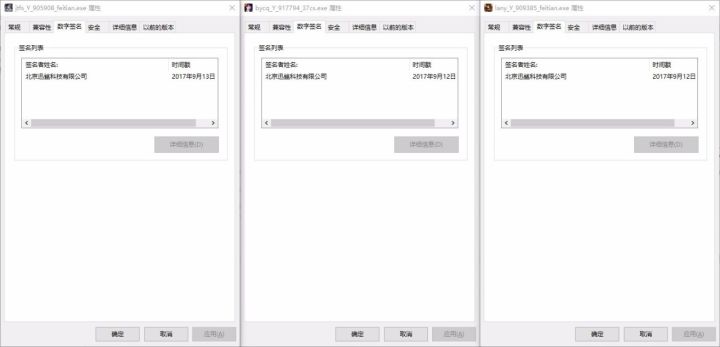 jtfs_Y_905908_feitian.exe 属性
常规 兼容性 数字签名 安全 详细信息 以前的版本
签名列表
签名者姓名: 时间戳
北京迅鲨科技有限公司 2017年9月13日
详细信息(D)
确定 取消 应用(A)
bycq_Y_917794_37cs.exe 属性
常规 兼容性 数字签名 安全 详细信息 以前的版本
签名列表
签名者姓名: 时间戳
北京迅鲨科技有限公司 2017年9月12日
详细信息(D)
确定 取消 应用(A)
lany_Y_909385_feitian.exe 属性
常规 兼容性 数字签名 安全 详细信息 以前的版本
签名列表
签名者姓名: 时间戳
北京迅鲨科技有限公司 2017年9月12日
详细信息(D)
确定 取消 应用(A)